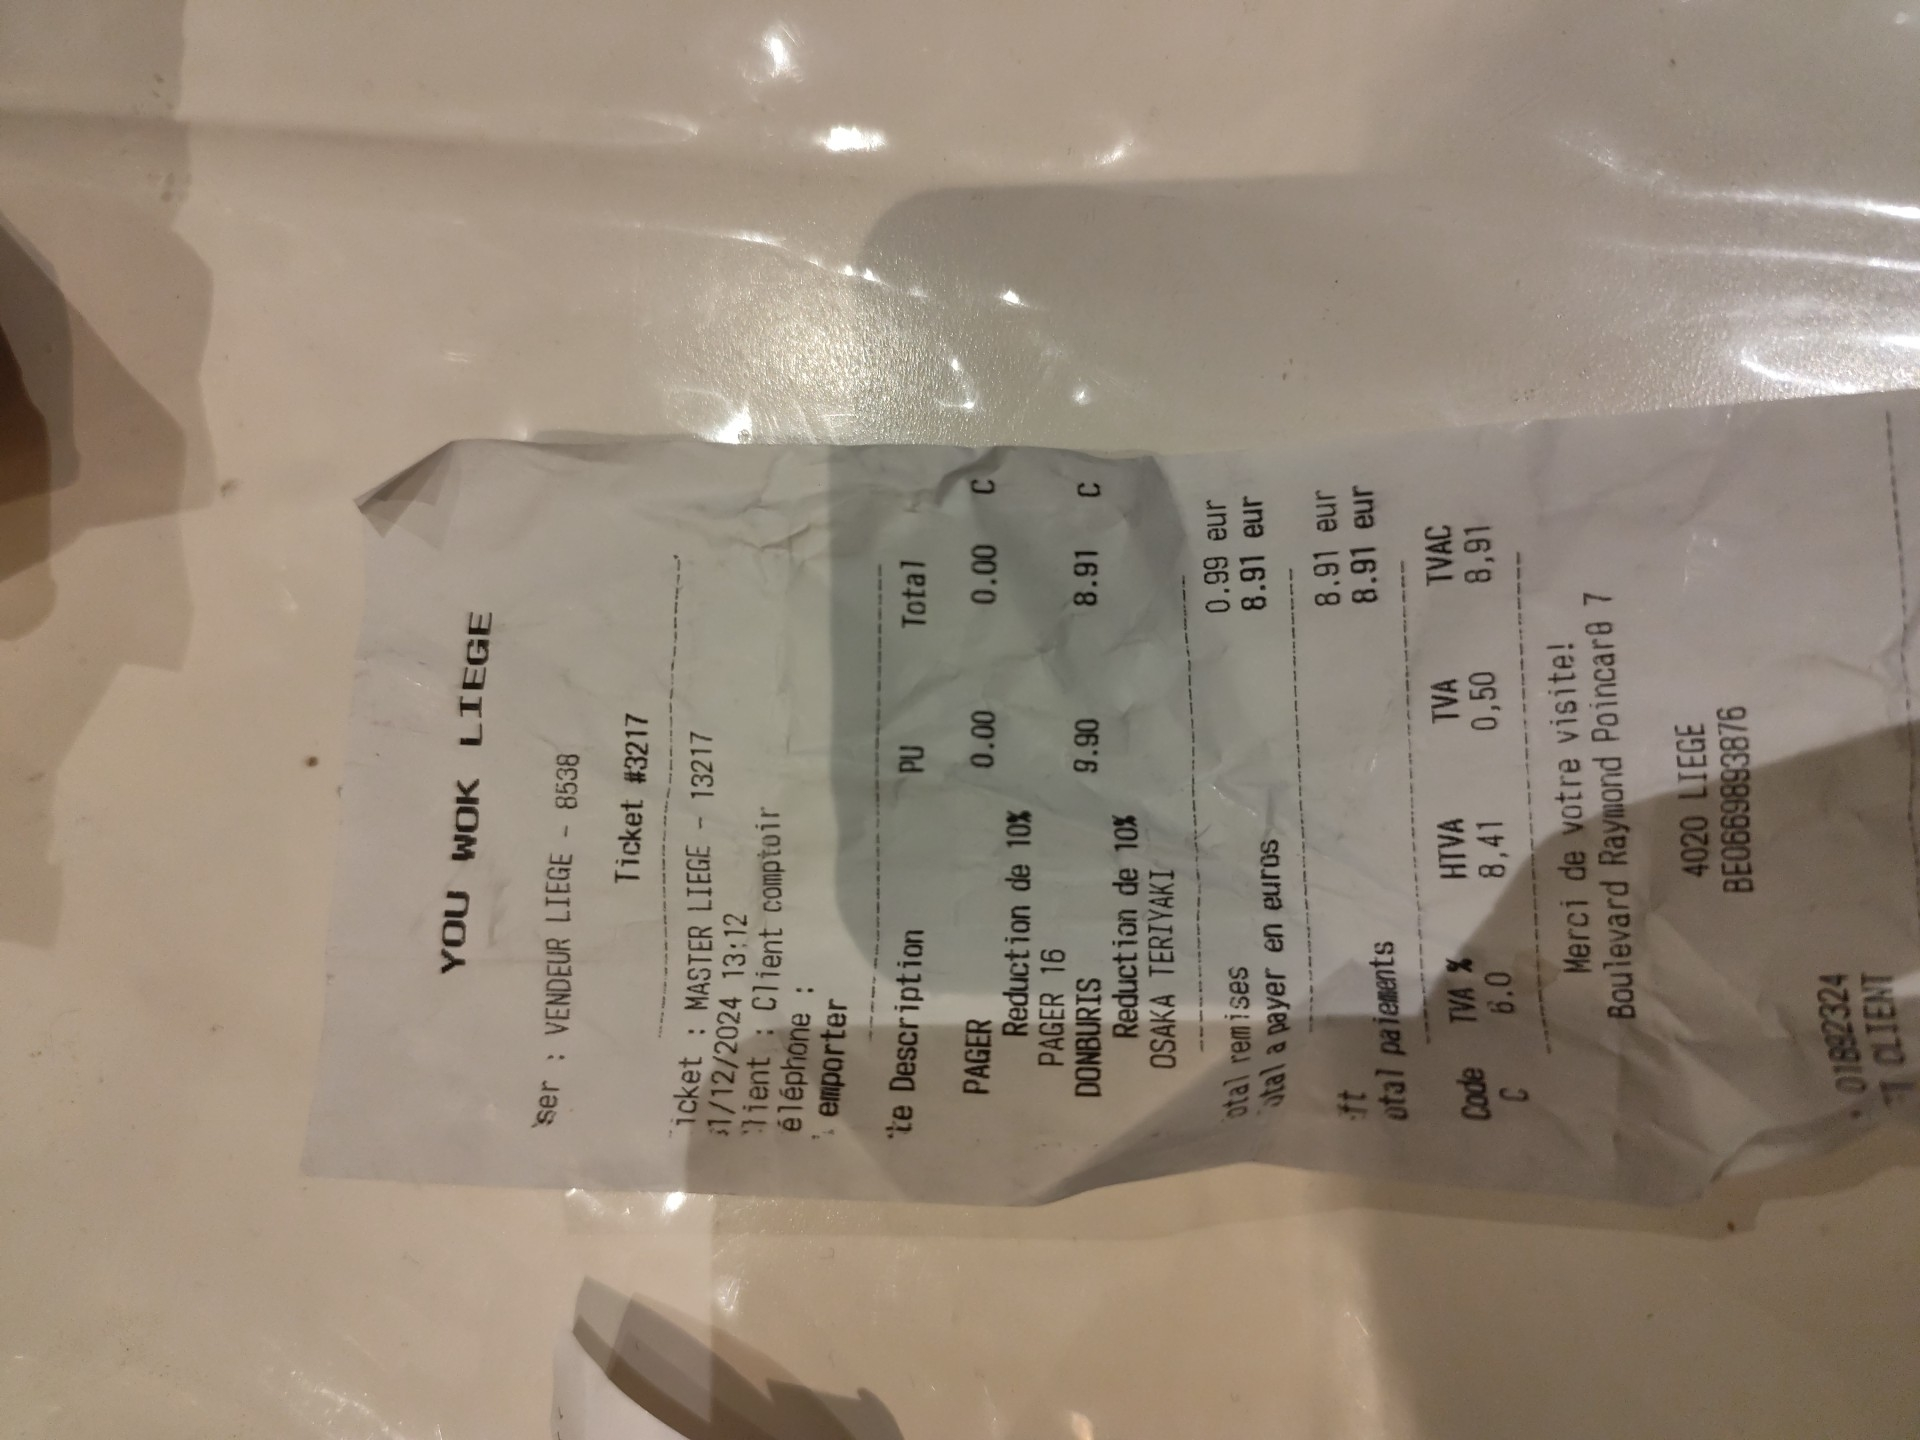 YOU WOK LIEGE
ser : VENDEUR LIEGE - 8538
Ticket #3217
icket : MASTER LIEGE - 13217
31/12/2024 13:12
lient : Client comptoir
éléphone :
emporter
te Description PU Total
PAGER 0.00 0.00 C
Reduction de 10%
PAGER 16
DONBURIS 9.90 8.91 C
Reduction de 10%
OSAKA TERIYAKI
otal remises 0.99 eur
otal a payer en euros 8.91 eur
ft 8.91 eur
otal paiements 8.91 eur
Code TVA % HTVA TVA TVAC
C 6.0 8,41 0,50 8,91
Merci de votre visite!
Boulevard Raymond Poincaré 7
4020 LIEGE
BE0669893876
01892324
CLIENT